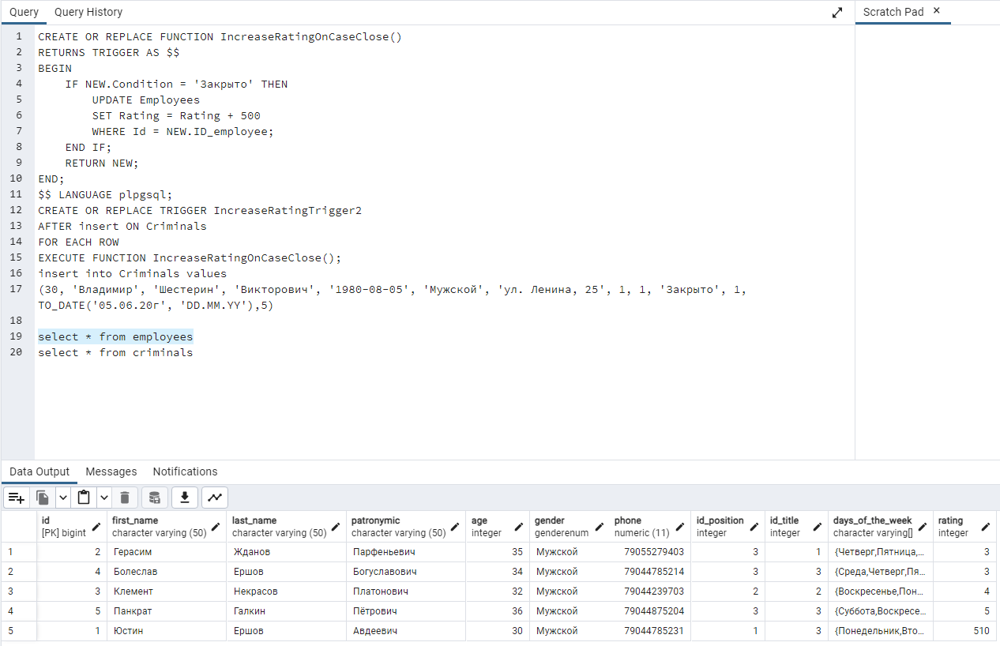 Query Query History Scratch Pad ✕
1 CREATE OR REPLACE FUNCTION IncreaseRatingOnCaseClose()
2 RETURNS TRIGGER AS $$
3 BEGIN
4 IF NEW.Condition = 'Закрыто' THEN
5 UPDATE Employees
6 SET Rating = Rating + 500
7 WHERE Id = NEW.ID_employee;
8 END IF;
9 RETURN NEW;
10 END;
11 $$ LANGUAGE plpgsql;
12 CREATE OR REPLACE TRIGGER IncreaseRatingTrigger2
13 AFTER insert ON Criminals
14 FOR EACH ROW
15 EXECUTE FUNCTION IncreaseRatingOnCaseClose();
16 insert into Criminals values
17 (30, 'Владимир', 'Шестерин', 'Викторович', '1980-08-05', 'Мужской', 'ул. Ленина, 25', 1, 1, 'Закрыто', 1,
TO_DATE('05.06.20г', 'DD.MM.YY'),5)
18
19 select * from employees
20 select * from criminals
Data Output Messages Notifications
id first_name last_name patronymic age gender phone id_position id_title days_of_the_week rating
[PK] bigint character varying (50) character varying (50) character varying (50) integer genderenum numeric (11) integer integer character varying[] integer
1 2 Герасим Жданов Парфеньевич 35 Мужской 79055279403 3 1 {Четверг,Пятница,... 3
2 4 Болеслав Ершов Богуславович 34 Мужской 79044785214 3 3 {Среда,Четверг,Пя... 3
3 3 Клемент Некрасов Платонович 32 Мужской 79044239703 2 2 {Воскресенье,Пон... 4
4 5 Панкрат Галкин Пётрович 36 Мужской 79044875204 3 3 {Суббота,Воскресе... 5
5 1 Юстин Ершов Авдеевич 30 Мужской 79044785231 1 3 {Понедельник,Вто... 510